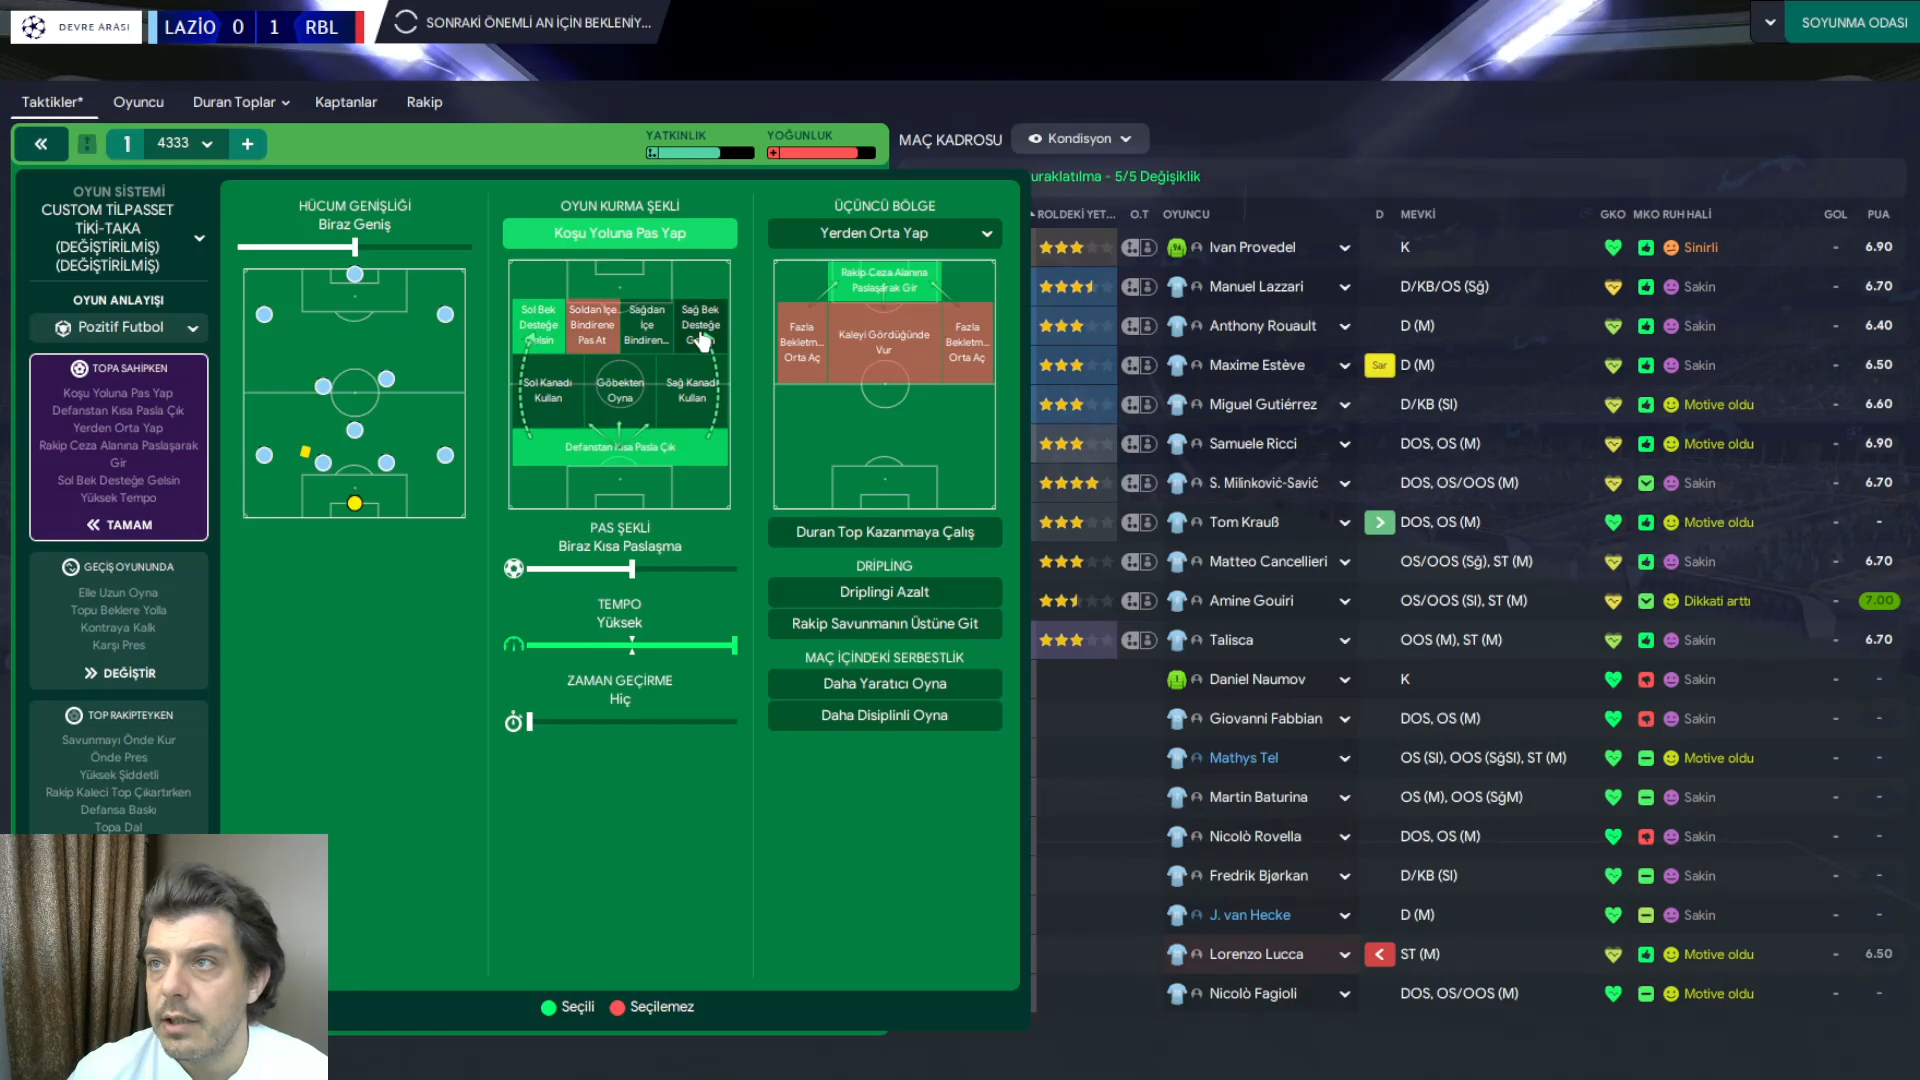 DEVRE ARASI
LAZİO 0 1 RBL
SONRAKİ ÖNEMLİ AN İÇİN BEKLENİY...
SOYUNMA ODASI
Taktikler*
Oyuncu
Duran Toplar
Kaptanlar
Rakip
1 4333
YATKINLIK
YOĞUNLUK
MAÇ KADROSU
Kondisyon
OYUN SİSTEMİ
CUSTOM TİLPASSET
TİKİ-TAKA
(DEĞİŞTİRİLMİŞ)
(DEĞİŞTİRİLMİŞ)
OYUN ANLAYIŞI
Pozitif Futbol
TOPA SAHİPKEN
Koşu Yoluna Pas Yap
Defanstan Kısa Pasla Çık
Yerden Orta Yap
Rakip Ceza Alanına Paslaşarak
Gir
Sol Bek Desteğe Gelsin
Yüksek Tempo
TAMAM
GEÇİŞ OYUNUNDA
Elle Uzun Oyna
Topu Beklere Yolla
Kontraya Kalk
Karşı Pres
DEĞİŞTİR
TOP RAKİPTEYKEN
Savunmayı Önde Kur
Önde Pres
Yüksek Şiddetli
Rakip Kaleci Top Çıkartırken
Defansa Baskı
Topa Dal
HÜCUM GENİŞLİĞİ
Biraz Geniş
OYUN KURMA ŞEKLİ
Koşu Yoluna Pas Yap
Sol Bek
Desteğe
Gelsin
Soldan İçe
Bindirene
Pas At
Sağdan
İçe
Bindiren...
Sağ Bek
Desteğe
Sol Kanadı
Kullan
Göbekten
Oyna
Sağ Kanadı
Kullan
Defanstan Kısa Pasla Çık
PAS ŞEKLİ
Biraz Kısa Paslaşma
TEMPO
Yüksek
ZAMAN GEÇİRME
Hiç
ÜÇÜNCÜ BÖLGE
Yerden Orta Yap
Rakip Ceza Alanına
Paslaşarak Gir
Fazla
Bekletm...
Orta Aç
Kaleyi Gördüğünde
Vur
Fazla
Bekletm...
Orta Aç
Duran Top Kazanmaya Çalış
DRİPLİNG
Driplingi Azalt
Rakip Savunmanın Üstüne Git
MAÇ İÇİNDEKİ SERBESTLİK
Daha Yaratıcı Oyna
Daha Disiplinli Oyna
Seçili
Seçilemez
uraklatılma - 5/5 Değişiklik
ROLDEKİ YET... O.T OYUNCU D MEVKİ GKO MKO RUH HALİ GOL PUA
Ivan Provedel K Sinirli - 6.90
Manuel Lazzari D/KB/OS (Sğ) Sakin - 6.70
Anthony Rouault D (M) Sakin - 6.40
Maxime Estève Sar D (M) Sakin - 6.50
Miguel Gutiérrez D/KB (Sl) Motive oldu - 6.60
Samuele Ricci DOS, OS (M) Motive oldu - 6.90
S. Milinković-Savić DOS, OS/OOS (M) Sakin - 6.70
Tom Krauß DOS, OS (M) Motive oldu - -
Matteo Cancellieri OS/OOS (Sğ), ST (M) Sakin - 6.70
Amine Gouiri OS/OOS (Sl), ST (M) Dikkati arttı - 7.00
Talisca OOS (M), ST (M) Sakin - 6.70
Daniel Naumov K Sakin - -
Giovanni Fabbian DOS, OS (M) Sakin - -
Mathys Tel OS (Sl), OOS (SğSl), ST (M) Motive oldu - -
Martin Baturina OS (M), OOS (SğM) Sakin - -
Nicolò Rovella DOS, OS (M) Sakin - -
Fredrik Bjørkan D/KB (Sl) Sakin - -
J. van Hecke D (M) Sakin - -
Lorenzo Lucca ST (M) Motive oldu - 6.50
Nicolò Fagioli DOS, OS/OOS (M) Motive oldu - -